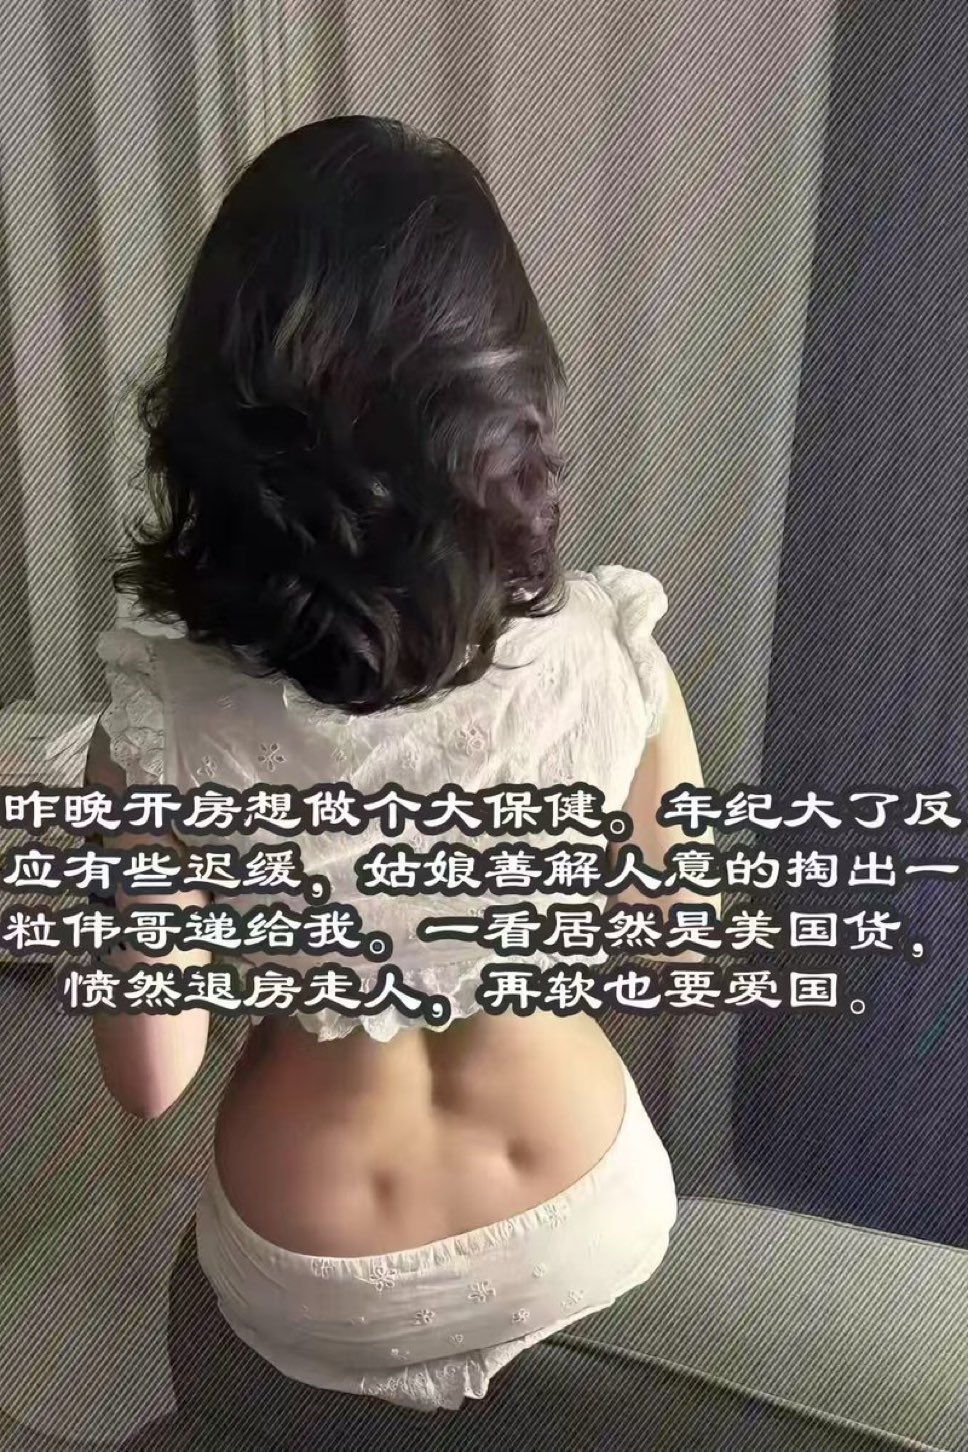 昨晚开房想做个大保健。年纪大了反
应有些迟缓，姑娘善解人意的掏出一
粒伟哥递给我。一看居然是美国货，
愤然退房走人，再软也要爱国。